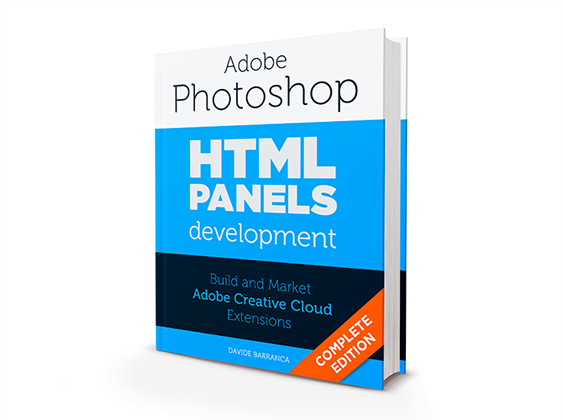 Adobe
Photoshop
HTML
PANELS
development
Build and Market
Adobe Creative Cloud
Extensions
DAVIDE BARRANCA
COMPLETE
EDITION